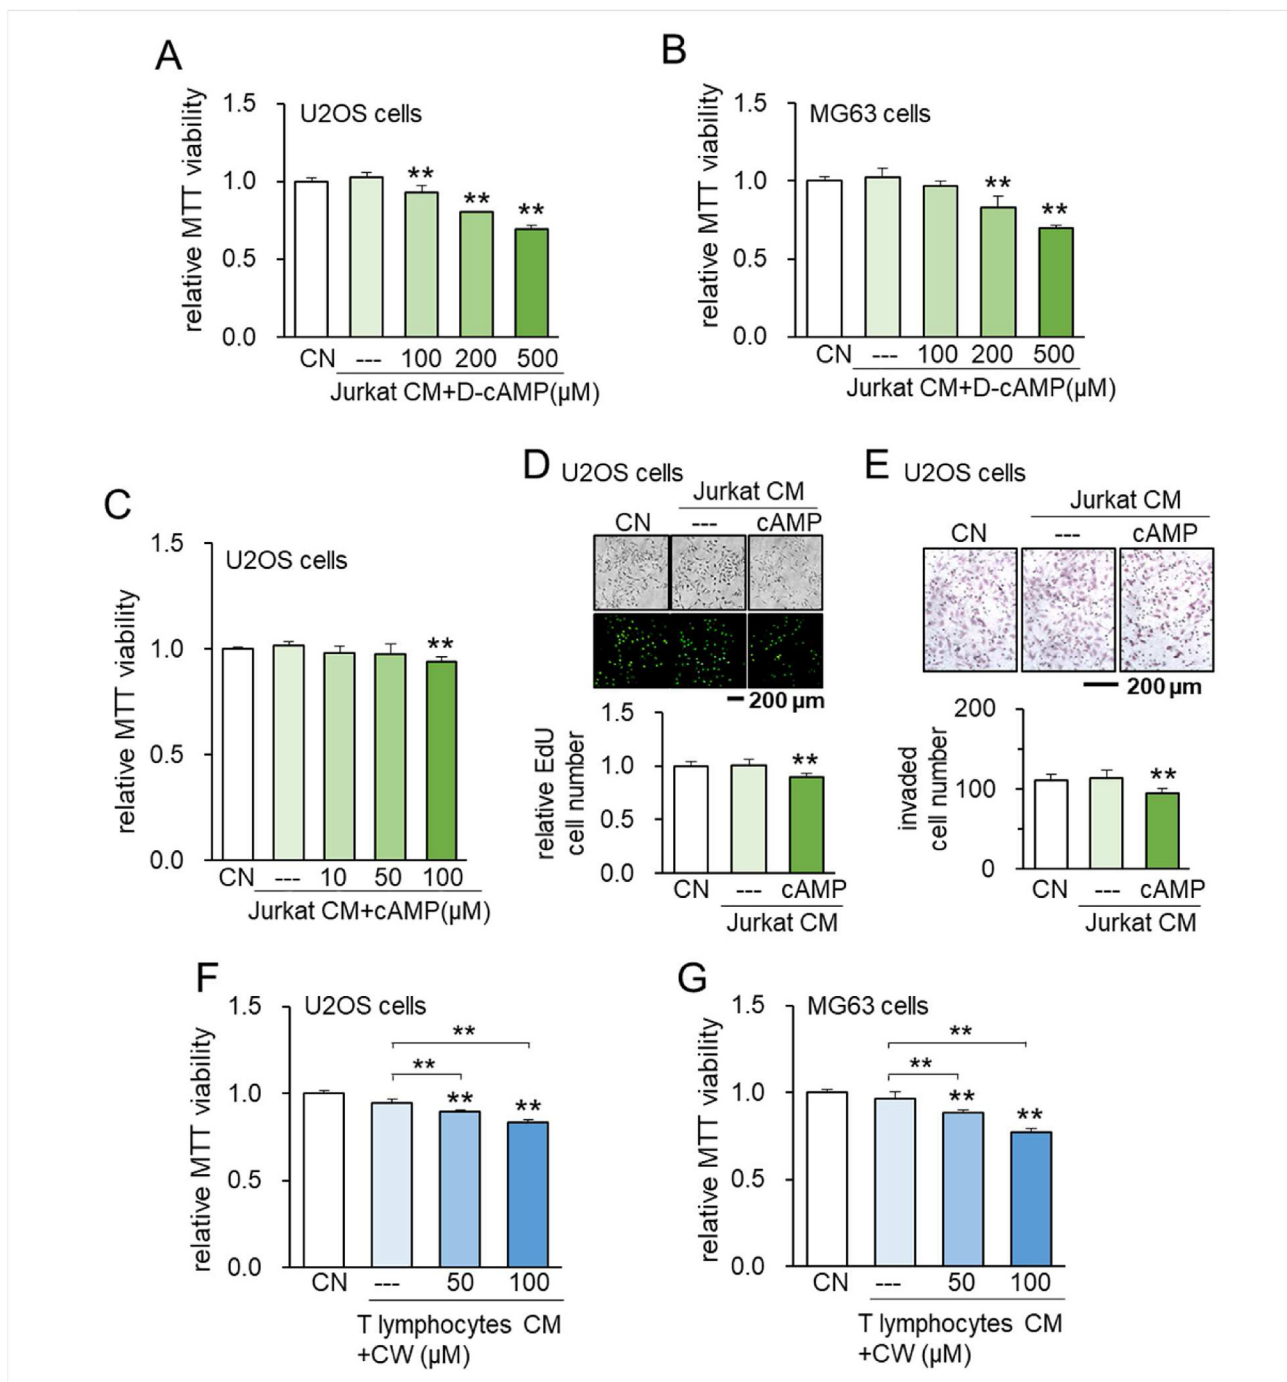 A
U2OS cells
relative MTT viability
1.5
1.0
0.5
0.0
** ** **
CN --- 100 200 500
Jurkat CM+D-cAMP(µM)
B
MG63 cells
relative MTT viability
1.5
1.0
0.5
0.0
** **
CN --- 100 200 500
Jurkat CM+D-cAMP(µM)
C
U2OS cells
relative MTT viability
1.5
1.0
0.5
0.0
**
CN --- 10 50 100
Jurkat CM+cAMP(µM)
D
U2OS cells
Jurkat CM
CN --- cAMP
200 µm
relative EdU
cell number
1.5
1.0
0.5
0.0
**
CN --- cAMP
Jurkat CM
E
U2OS cells
Jurkat CM
CN --- cAMP
200 µm
invaded
cell number
200
100
0
**
CN --- cAMP
Jurkat CM
F
U2OS cells
relative MTT viability
1.5
1.0
0.5
0.0
**
**
** **
CN --- 50 100
T lymphocytes CM
+CW (µM)
G
MG63 cells
relative MTT viability
1.5
1.0
0.5
0.0
**
**
** **
CN --- 50 100
T lymphocytes CM
+CW (µM)